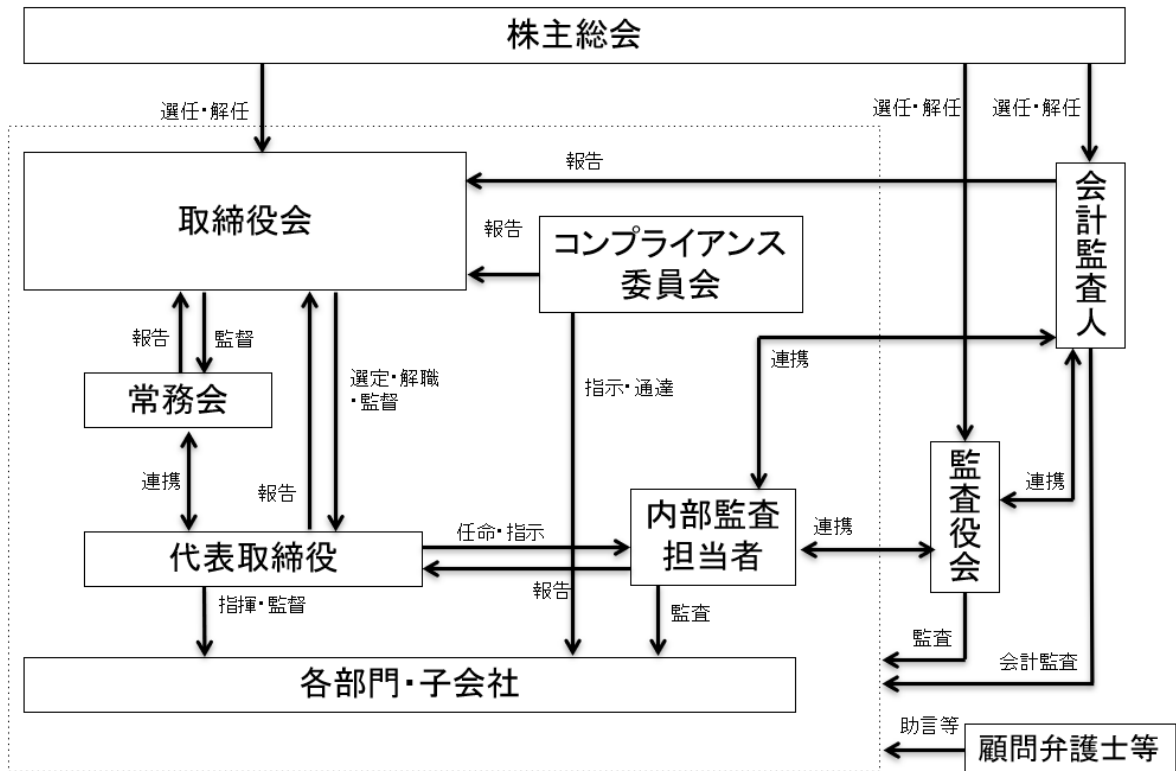 株主総会
選任・解任
選任・解任
選任・解任
報告
会計監査人
取締役会
報告
コンプライアンス
委員会
報告
監督
連携
選定・解職
・監督
指示・通達
常務会
監査役会
連携
報告
連携
内部監査
担当者
連携
任命・指示
代表取締役
報告
指揮・監督
監査
監査
会計監査
各部門・子会社
助言等
顧問弁護士等